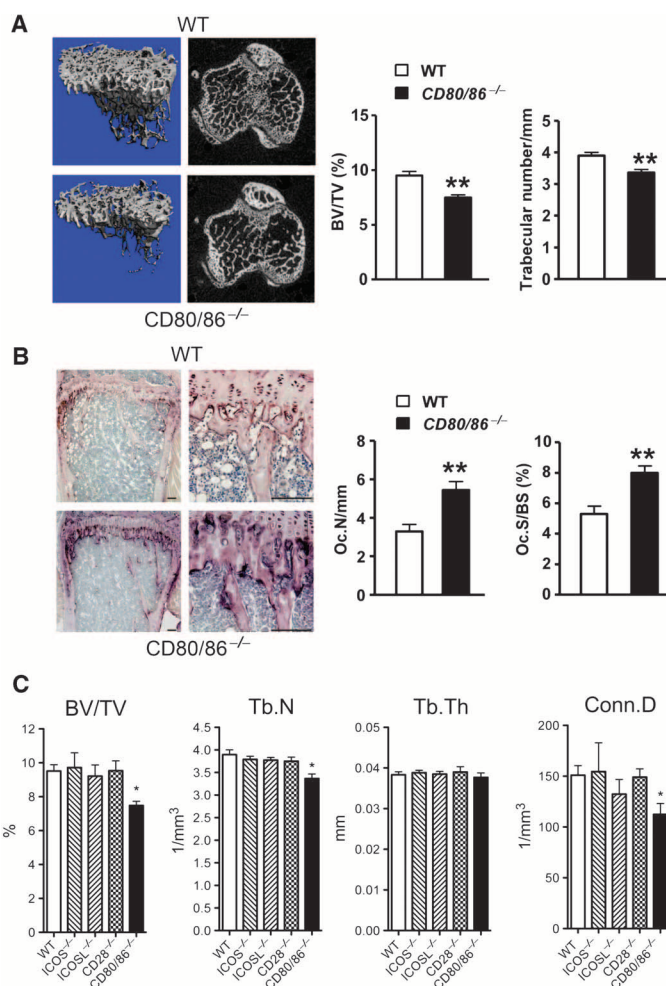 A
WT
CD80/86 −/−
WT
CD80/86 −/−
BV/TV (%)
15
10
5
0
**
Trabecular number/mm
5
4
3
2
1
0
**
B
WT
CD80/86 −/−
WT
CD80/86 −/−
Oc.N/mm
8
6
4
2
0
**
Oc.S/BS (%)
10
8
6
4
2
0
**
C
BV/TV
%
12
10
8
6
4
2
0
*
WT
ICOS−/−
ICOSL−/−
CD28−/−
CD80/86−/−
Tb.N
1/mm3
4.5
4.0
3.5
3.0
2.5
2.0
1.5
1.0
0.5
0.0
*
WT
ICOS−/−
ICOSL−/−
CD28−/−
CD80/86−/−
Tb.Th
mm
0.05
0.04
0.03
0.02
0.01
0.00
WT
ICOS−/−
ICOSL−/−
CD28−/−
CD80/86−/−
Conn.D
1/mm3
200
150
100
50
0
*
WT
ICOS−/−
ICOSL−/−
CD28−/−
CD80/86−/−